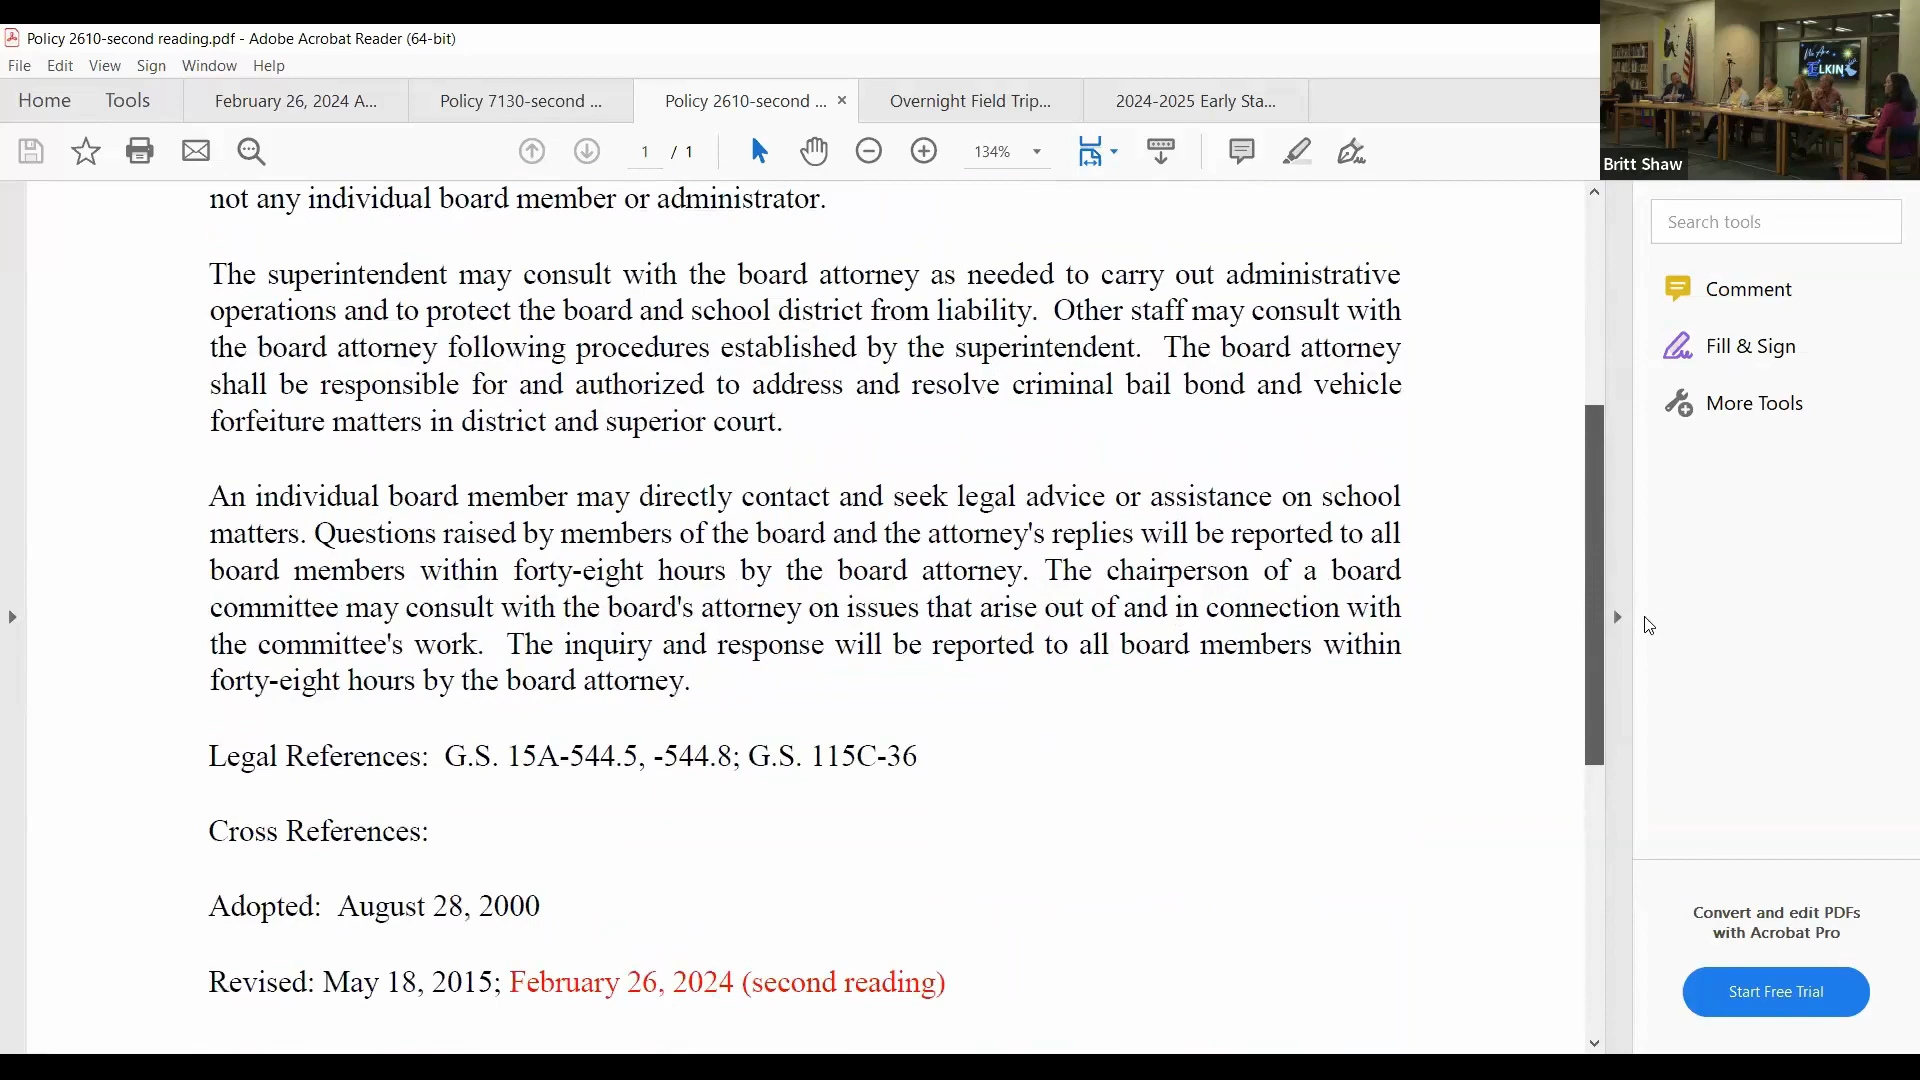 Policy 2610-second reading.pdf - Adobe Acrobat Reader (64-bit)
File Edit View Sign Window Help
Home Tools February 26, 2024 A... Policy 7130-second ... Policy 2610-second ... × Overnight Field Trip... 2024-2025 Early Sta...
1 / 1 134%
We Are
ELKIN
Britt Shaw
not any individual board member or administrator.
The superintendent may consult with the board attorney as needed to carry out administrative
operations and to protect the board and school district from liability. Other staff may consult with
the board attorney following procedures established by the superintendent. The board attorney
shall be responsible for and authorized to address and resolve criminal bail bond and vehicle
forfeiture matters in district and superior court.
An individual board member may directly contact and seek legal advice or assistance on school
matters. Questions raised by members of the board and the attorney's replies will be reported to all
board members within forty-eight hours by the board attorney. The chairperson of a board
committee may consult with the board's attorney on issues that arise out of and in connection with
the committee's work. The inquiry and response will be reported to all board members within
forty-eight hours by the board attorney.
Legal References: G.S. 15A-544.5, -544.8; G.S. 115C-36
Cross References:
Adopted: August 28, 2000
Revised: May 18, 2015; February 26, 2024 (second reading)
Search tools
Comment
Fill & Sign
More Tools
Convert and edit PDFs
with Acrobat Pro
Start Free Trial